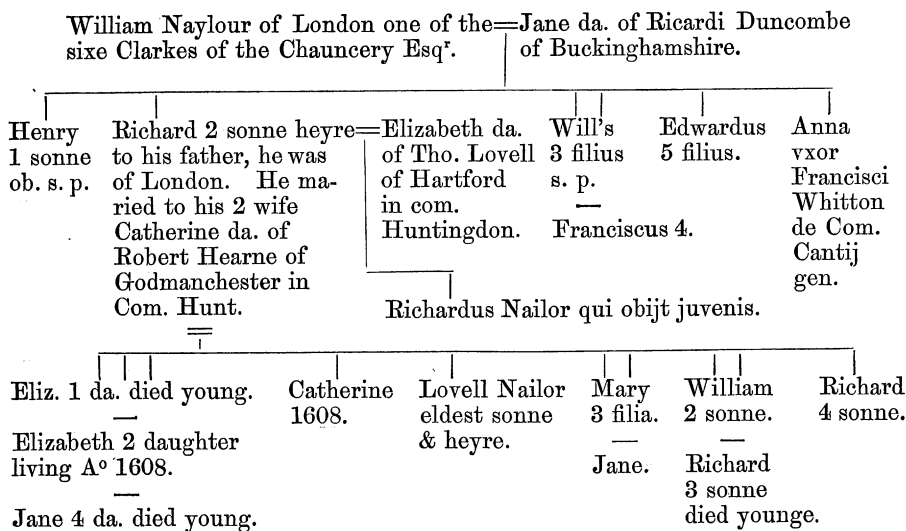 William Naylour of London one of the=Jane da. of Ricardi Duncombe
sixe Clarkes of the Chauncery Esqʳ. of Buckinghamshire.
Henry
1 sonne
ob. s. p.
Richard 2 sonne heyre=
to his father, he was
of London. He ma-
ried to his 2 wife
Catherine da. of
Robert Hearne of
Godmanchester in
Com. Hunt.
Elizabeth da.
of Tho. Lovell
of Hartford
in com.
Huntingdon.
Will's
3 filius
s. p.
—
Franciscus 4.
Edwardus
5 filius.
Anna
vxor
Francisci
Whitton
de Com.
Cantij
gen.
Richardus Nailor qui obijt juvenis.
Eliz. 1 da. died young.
—
Elizabeth 2 daughter
living Aº 1608.
—
Jane 4 da. died young.
Catherine
1608.
Lovell Nailor
eldest sonne
& heyre.
Mary
3 filia.
—
Jane.
William
2 sonne.
—
Richard
3 sonne
died younge.
Richard
4 sonne.